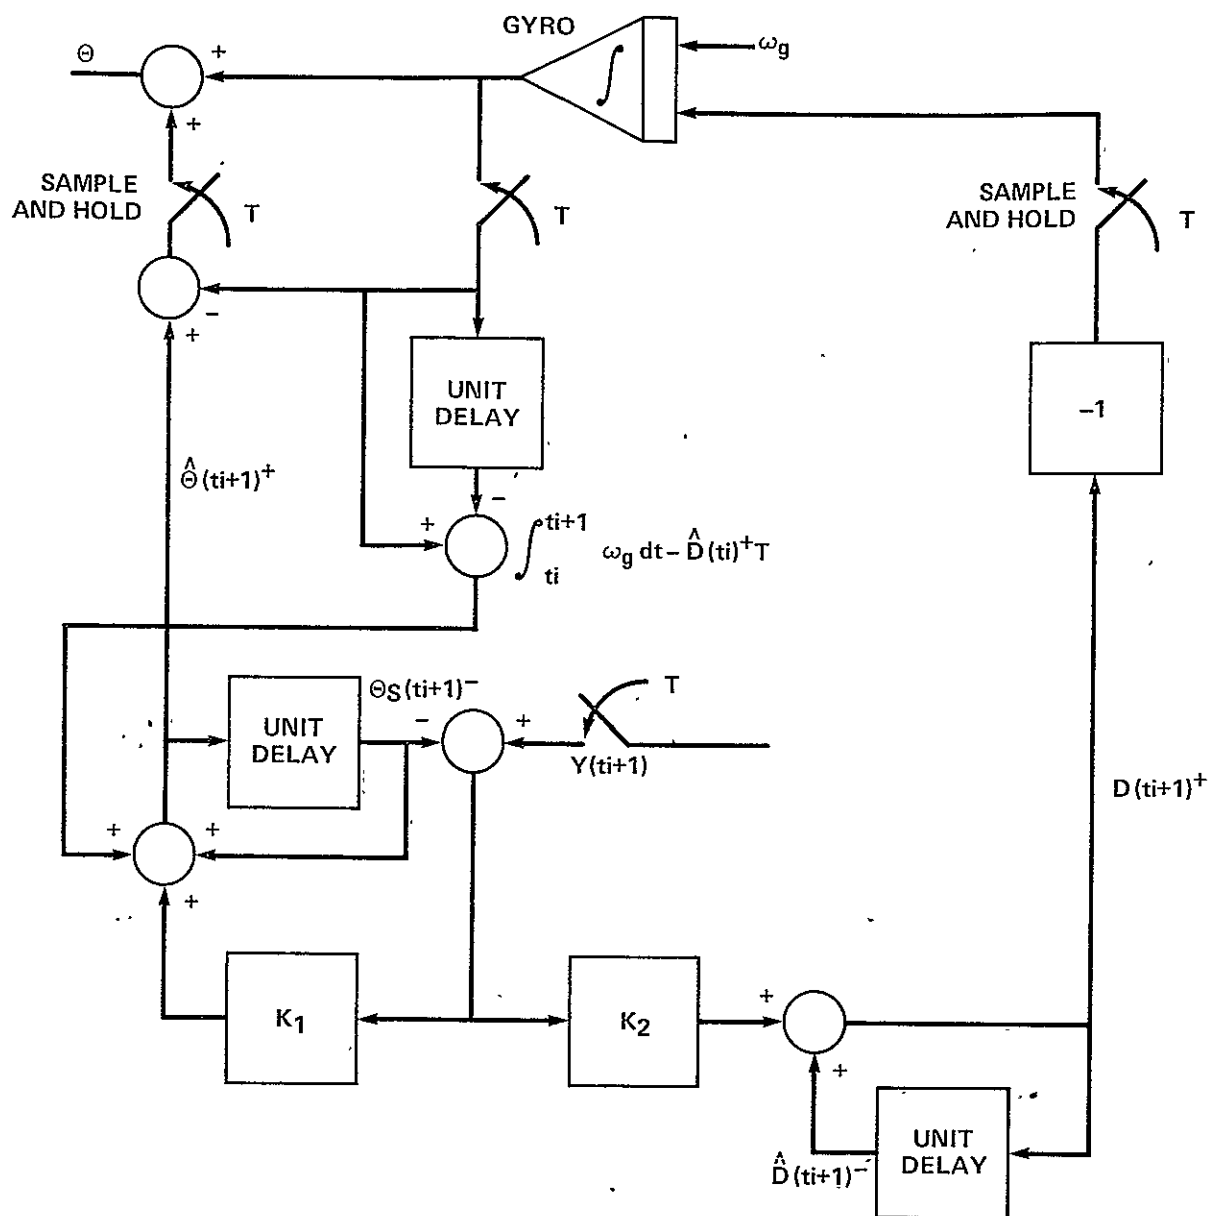 GYRO
Θ
+
ωg
+
SAMPLE
AND HOLD
T
T
SAMPLE
AND HOLD
T
−
+
UNIT
DELAY
−1
Θ̂(ti+1)+
−
+
∫ti+1
ti
ωg dt − D̂(ti)+T
ΘS(ti+1)−
T
UNIT
DELAY
−
+
Y(ti+1)
D(ti+1)+
+
+
+
K1
K2
+
+
UNIT
DELAY
D̂(ti+1)−